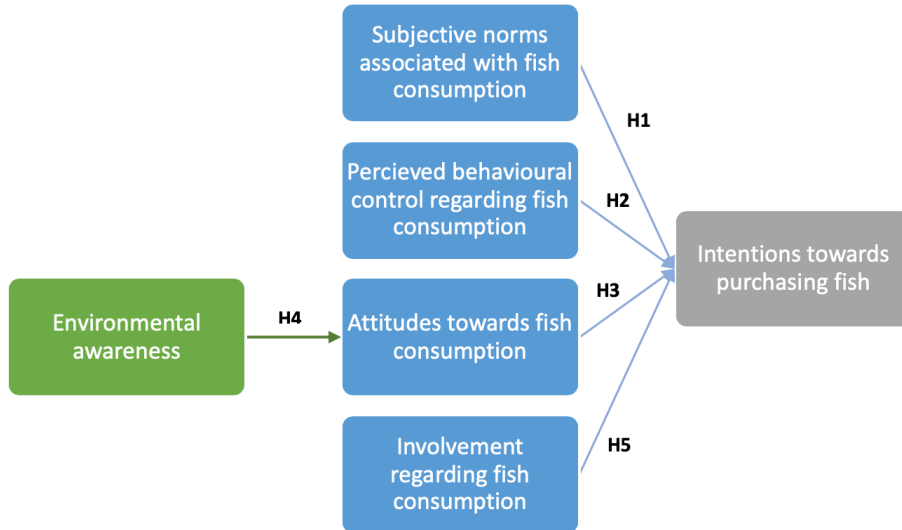 Subjective norms
associated with fish
consumption
H1
Percieved behavioural
control regarding fish
consumption
H2
Intentions towards
purchasing fish
Environmental
awareness
H4
Attitudes towards fish
consumption
H3
Involvement
regarding fish
consumption
H5